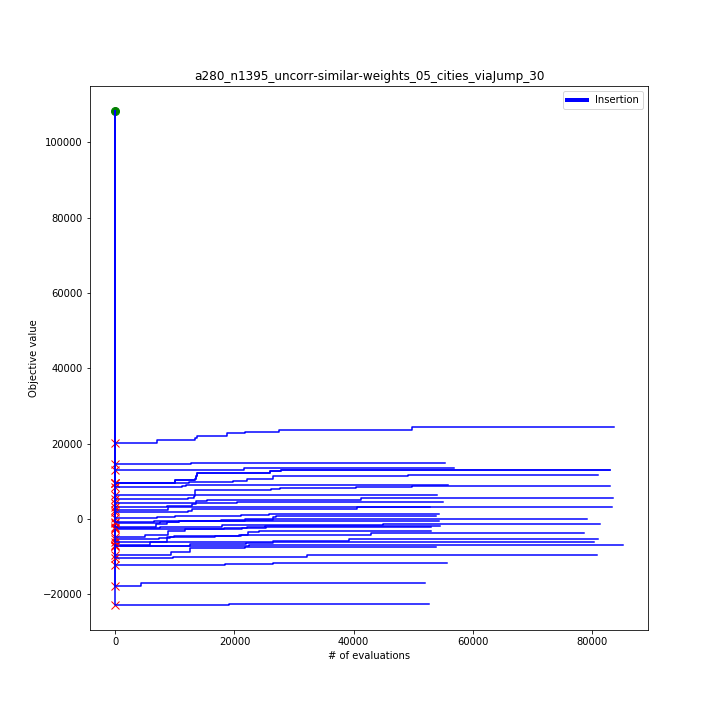 a280_n1395_uncorr-similar-weights_05_cities_viaJump_30
Insertion
100000
80000
60000
40000
20000
0
−20000
Objective value
0 20000 40000 60000 80000
# of evaluations